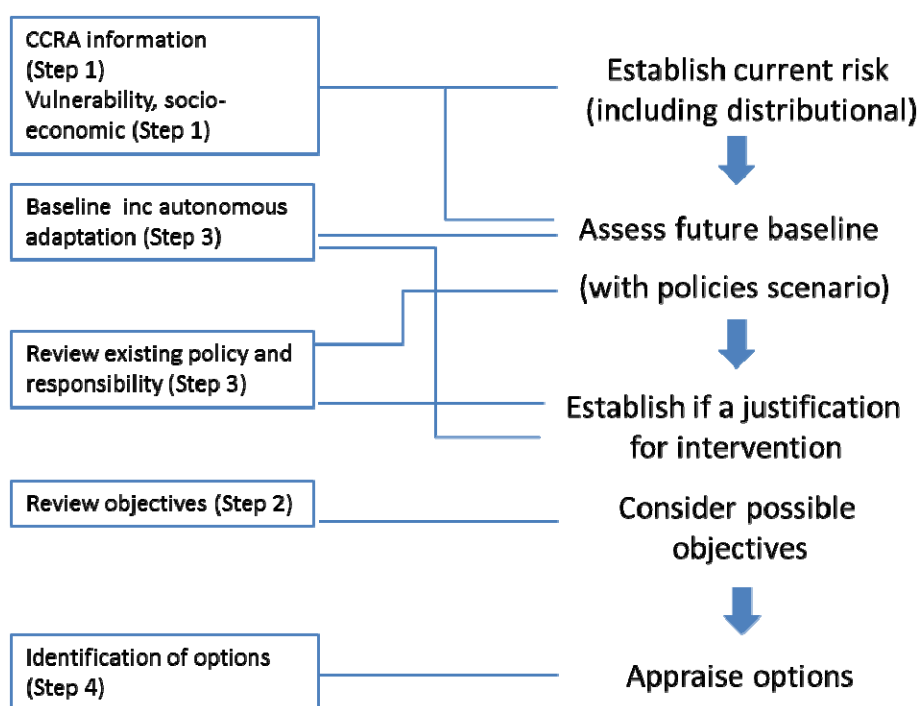 CCRA information
(Step 1)
Vulnerability, socio-
economic (Step 1)
Baseline inc autonomous
adaptation (Step 3)
Review existing policy and
responsibility (Step 3)
Review objectives (Step 2)
Identification of options
(Step 4)
Establish current risk
(including distributional)
Assess future baseline
(with policies scenario)
Establish if a justification
for intervention
Consider possible
objectives
Appraise options